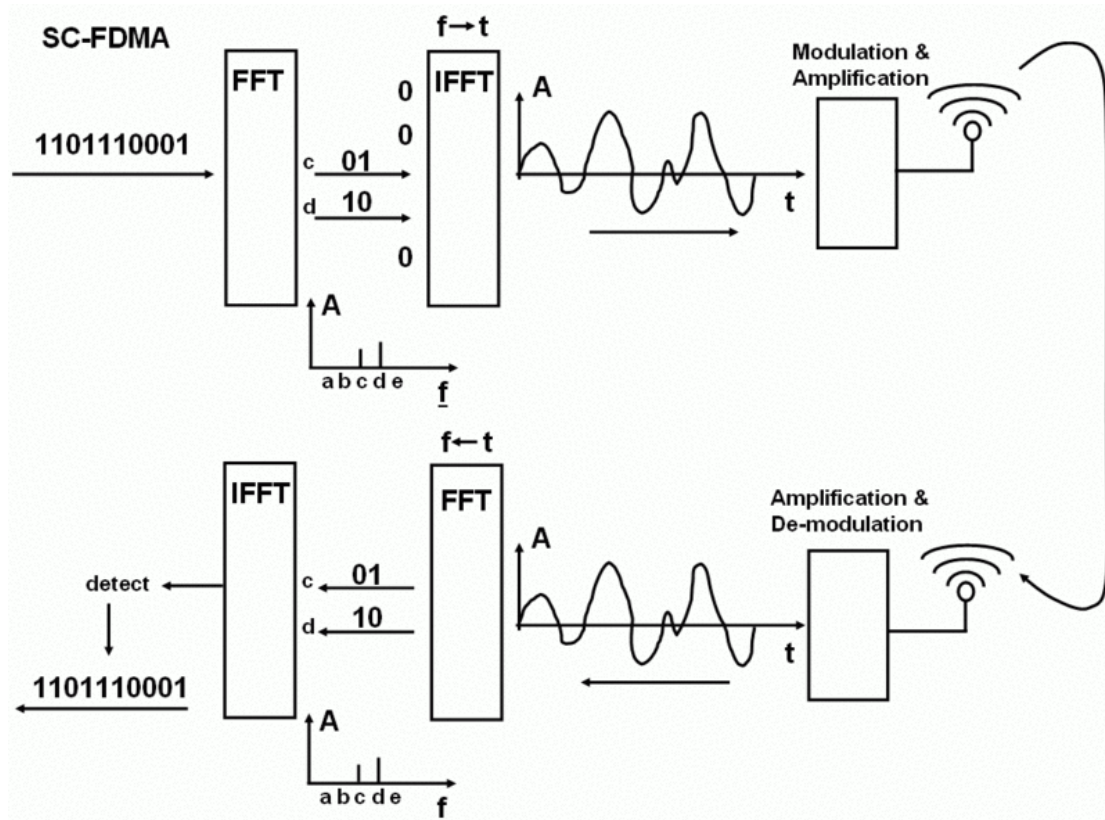 SC-FDMA
f→t
FFT
IFFT
Modulation &
Amplification
0
A
0
1101110001
c 01
d 10
t
0
A
a b c d e
f
f←t
IFFT
FFT
Amplification &
De-modulation
A
c 01
detect
d 10
t
1101110001
A
a b c d e
f